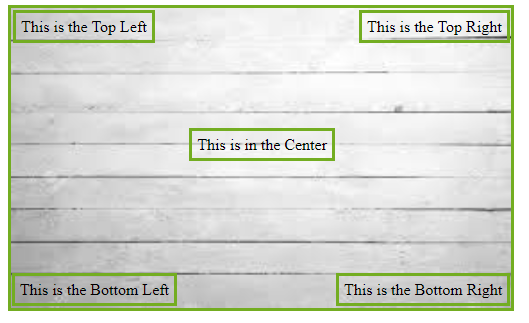 This is the Top Left
This is the Top Right
This is in the Center
This is the Bottom Left
This is the Bottom Right